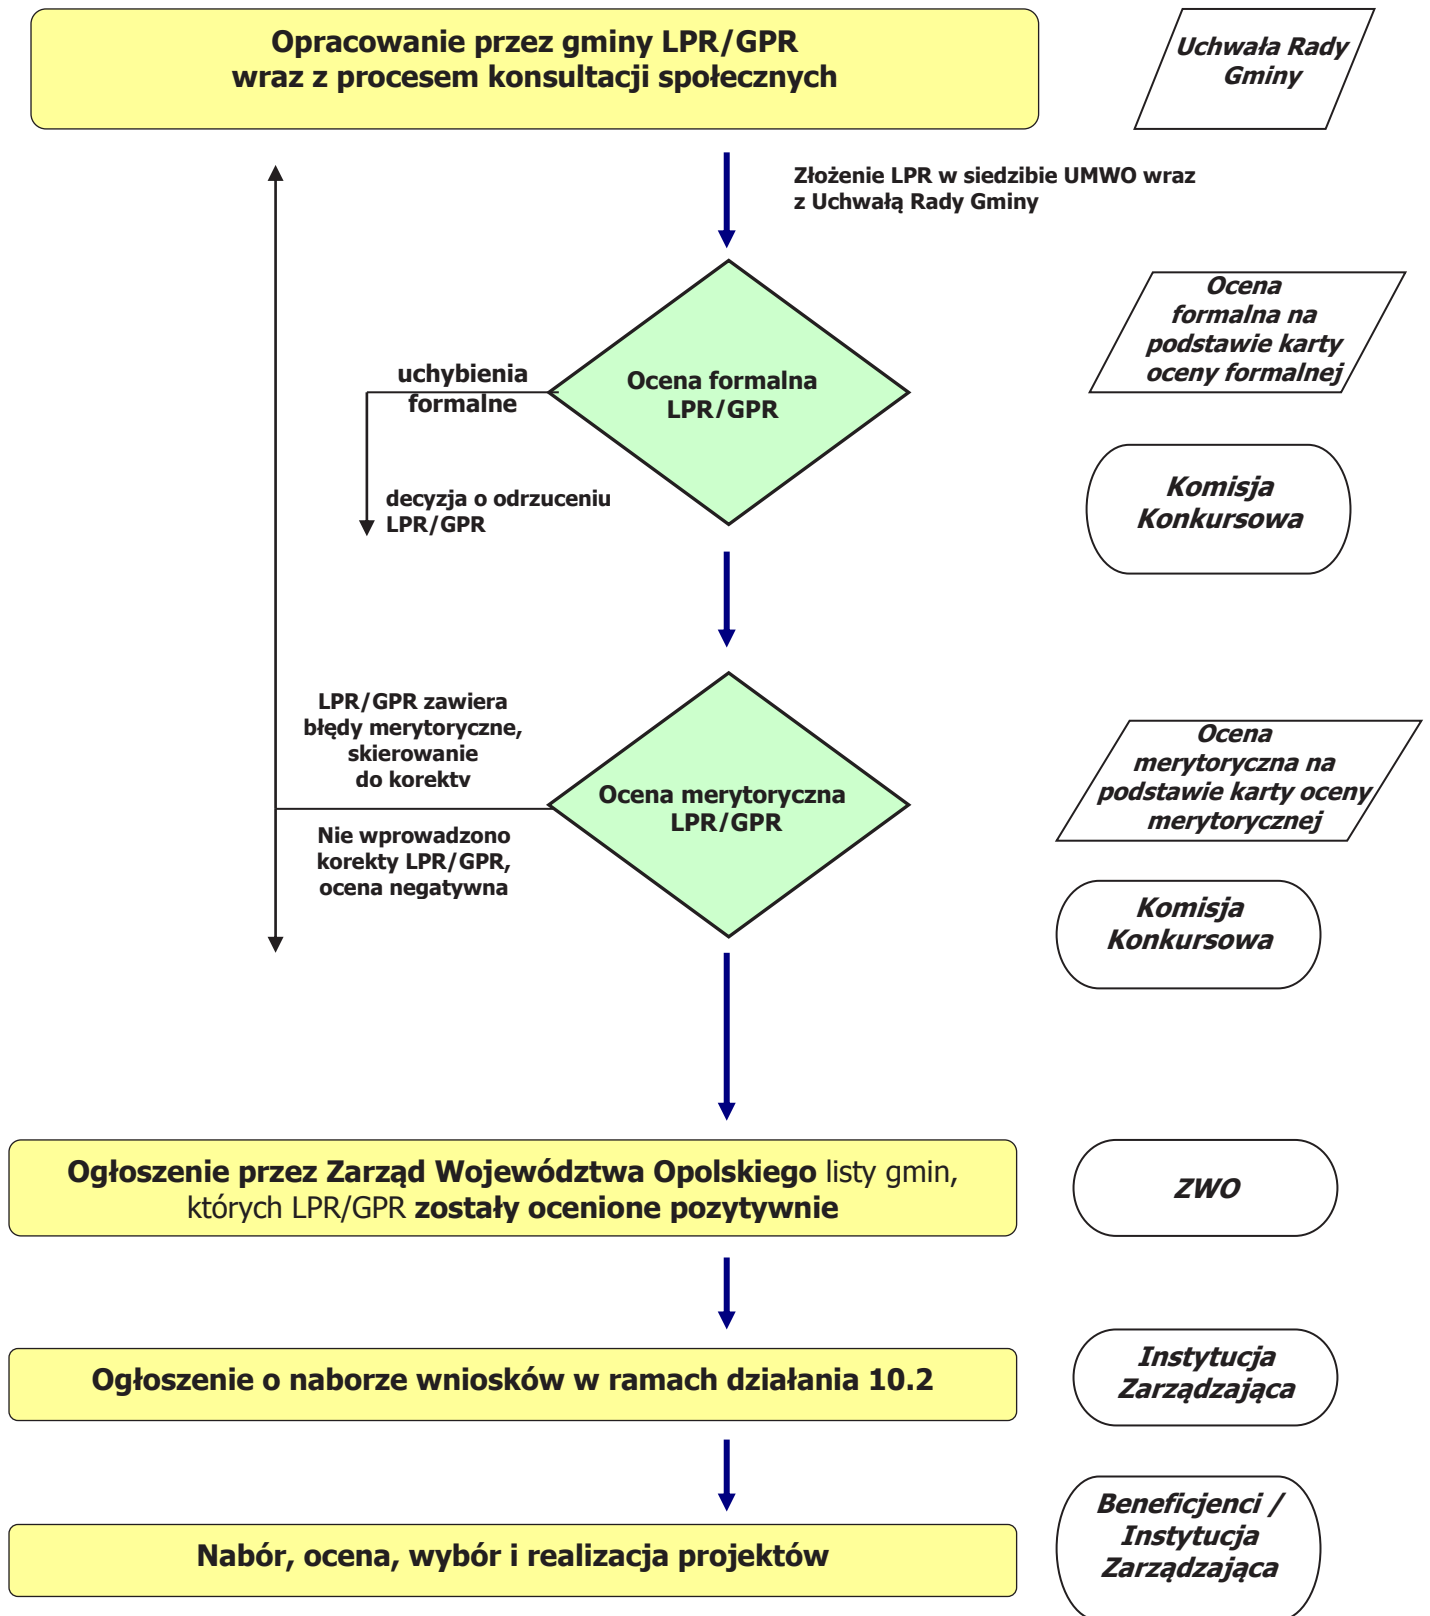 Opracowanie przez gminy LPR/GPR
wraz z procesem konsultacji społecznych
Uchwała Rady
Gminy
Złożenie LPR w siedzibie UMWO wraz
z Uchwałą Rady Gminy
Ocena
formalna na
podstawie karty
oceny formalnej
uchybienia
formalne
Ocena formalna
LPR/GPR
decyzja o odrzuceniu
LPR/GPR
Komisja
Konkursowa
LPR/GPR zawiera
błędy merytoryczne,
skierowanie
do korekty
Ocena
merytoryczna na
podstawie karty oceny
merytorycznej
Ocena merytoryczna
LPR/GPR
Nie wprowadzono
korekty LPR/GPR,
ocena negatywna
Komisja
Konkursowa
Ogłoszenie przez Zarząd Województwa Opolskiego listy gmin,
których LPR/GPR zostały ocenione pozytywnie
ZWO
Ogłoszenie o naborze wniosków w ramach działania 10.2
Instytucja
Zarządzająca
Nabór, ocena, wybór i realizacja projektów
Beneficjenci /
Instytucja
Zarządzająca